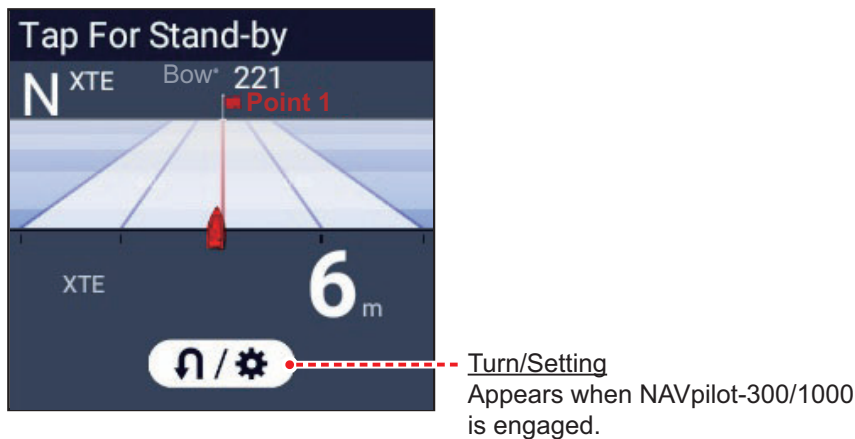 Tap For Stand-by
N XTE Bow° 221
Point 1
XTE 6 m
/
Turn/Setting
Appears when NAVpilot-300/1000
is engaged.